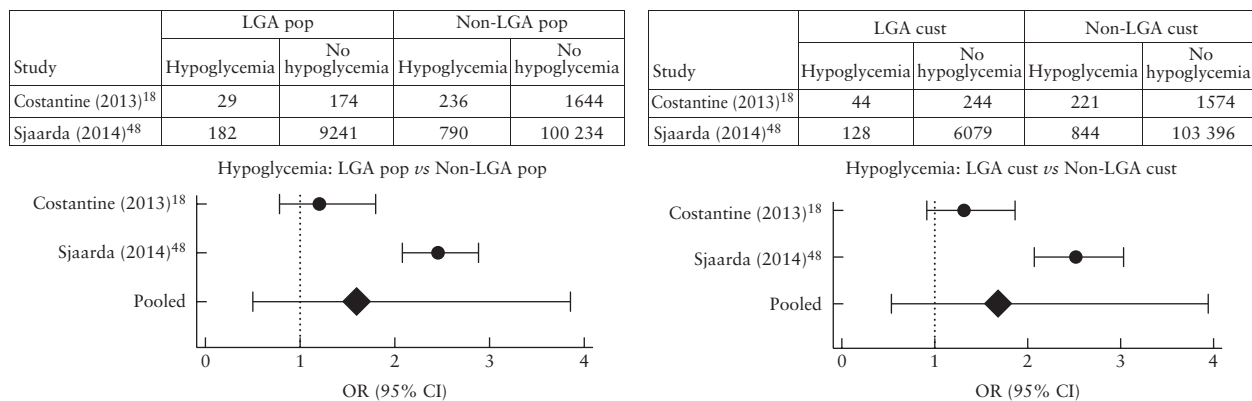 LGA pop Non-LGA pop
Study Hypoglycemia No hypoglycemia Hypoglycemia No hypoglycemia
Costantine (2013)18 29 174 236 1644
Sjaarda (2014)48 182 9241 790 100 234
Hypoglycemia: LGA pop vs Non-LGA pop
Costantine (2013)18
Sjaarda (2014)48
Pooled
0 1 2 3 4
OR (95% CI)
LGA cust Non-LGA cust
Study Hypoglycemia No hypoglycemia Hypoglycemia No hypoglycemia
Costantine (2013)18 44 244 221 1574
Sjaarda (2014)48 128 6079 844 103 396
Hypoglycemia: LGA cust vs Non-LGA cust
Costantine (2013)18
Sjaarda (2014)48
Pooled
0 1 2 3 4
OR (95% CI)